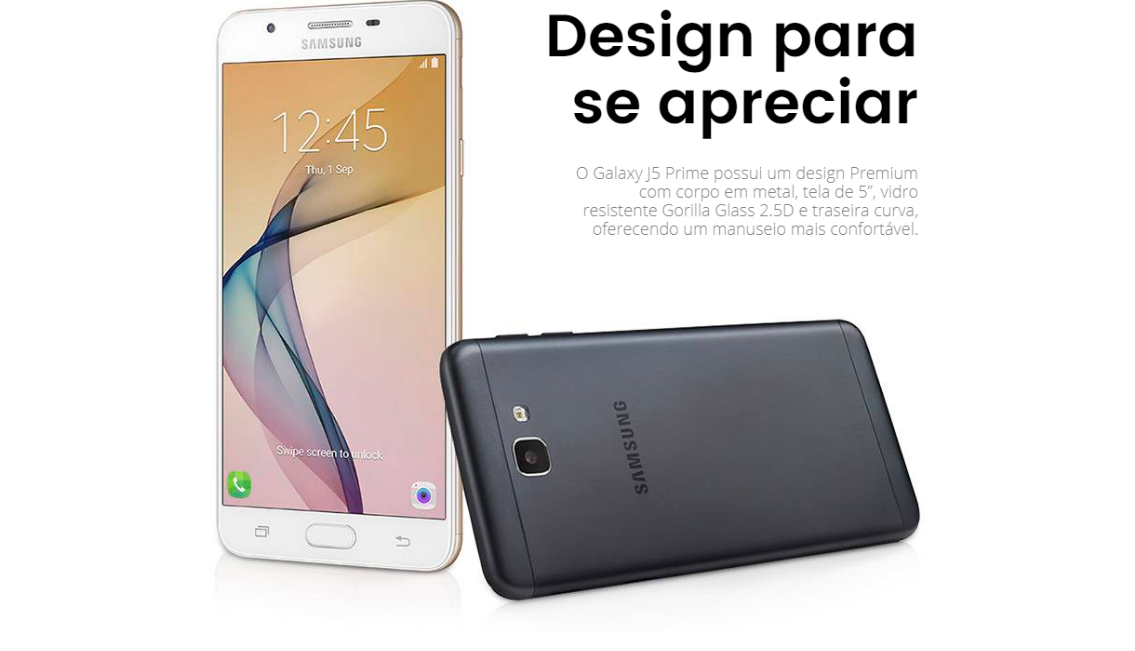 SAMSUNG
12:45
Thu, 1 Sep
Swipe screen to unlock
Design para
se apreciar
O Galaxy J5 Prime possui um design Premium
com corpo em metal, tela de 5”, vidro
resistente Gorilla Glass 2.5D e traseira curva,
oferecendo um manuseio mais confortável.
SAMSUNG